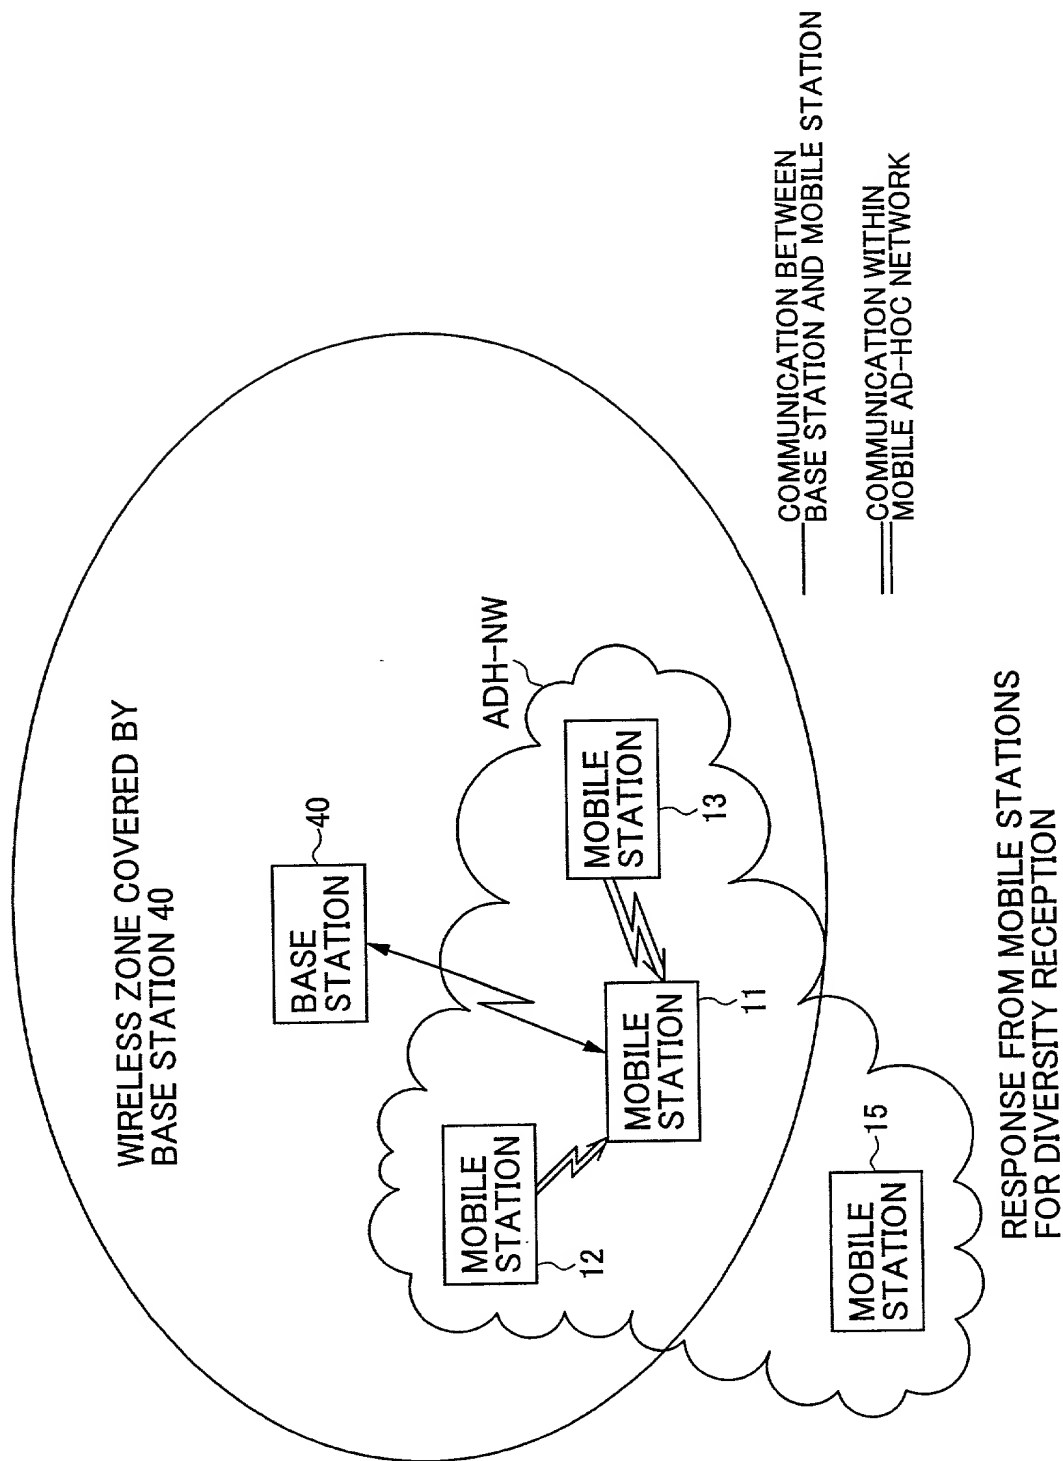 WIRELESS ZONE COVERED BY
BASE STATION 40
BASE
STATION
40
ADH-NW
MOBILE
STATION
12
MOBILE
STATION
11
MOBILE
STATION
13
MOBILE
STATION
15
COMMUNICATION BETWEEN
BASE STATION AND MOBILE STATION
COMMUNICATION WITHIN
MOBILE AD-HOC NETWORK
RESPONSE FROM MOBILE STATIONS
FOR DIVERSITY RECEPTION